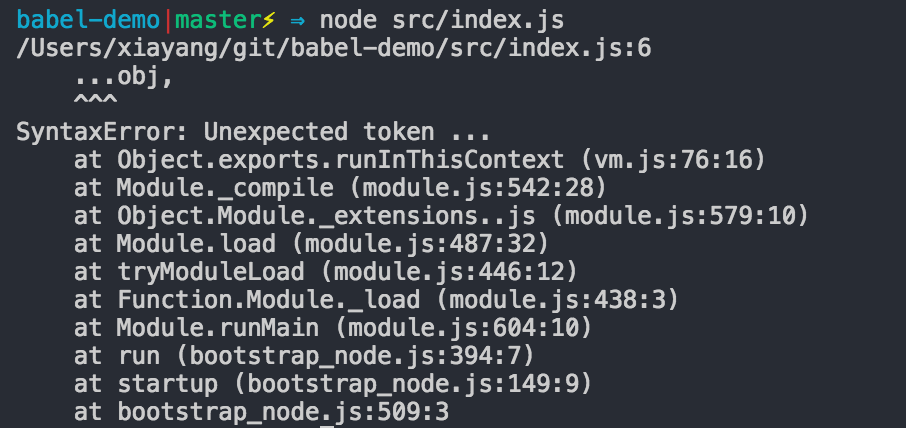 babel-demo|master⚡ ⇒ node src/index.js
/Users/xiayang/git/babel-demo/src/index.js:6
    ...obj,
    ^^^
SyntaxError: Unexpected token ...
    at Object.exports.runInThisContext (vm.js:76:16)
    at Module._compile (module.js:542:28)
    at Object.Module._extensions..js (module.js:579:10)
    at Module.load (module.js:487:32)
    at tryModuleLoad (module.js:446:12)
    at Function.Module._load (module.js:438:3)
    at Module.runMain (module.js:604:10)
    at run (bootstrap_node.js:394:7)
    at startup (bootstrap_node.js:149:9)
    at bootstrap_node.js:509:3